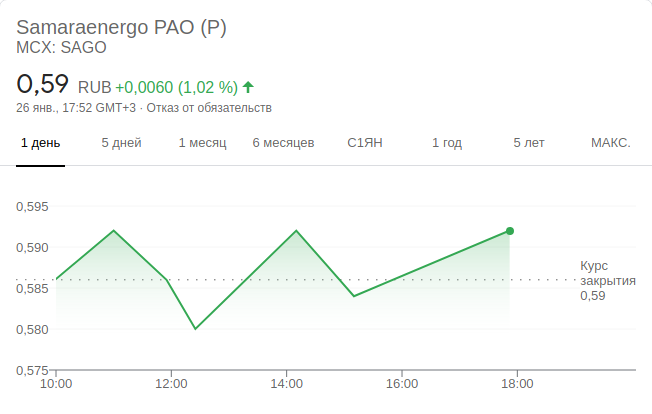 Samaraenergo PAO (P)
MCX: SAGO
0,59 RUB +0,0060 (1,02 %)
26 янв., 17:52 GMT+3 · Отказ от обязательств
1 день 5 дней 1 месяц 6 месяцев С1ЯН 1 год 5 лет МАКС.
0,595
0,590
0,585
0,580
0,575
Курс
закрытия
0,59
10:00 12:00 14:00 16:00 18:00